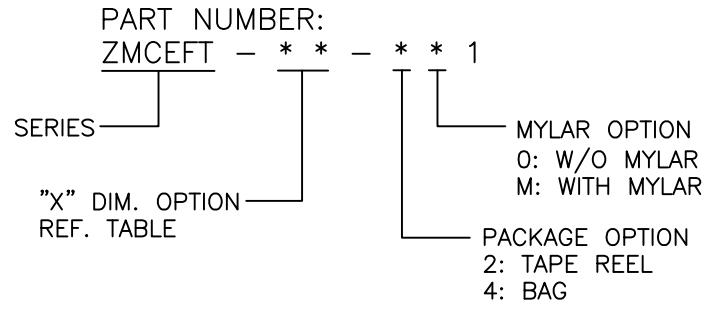 PART NUMBER:
ZMCEFT - * * - * * 1
SERIES
MYLAR OPTION
0: W/O MYLAR
M: WITH MYLAR
"X" DIM. OPTION
REF. TABLE
PACKAGE OPTION
2: TAPE REEL
4: BAG